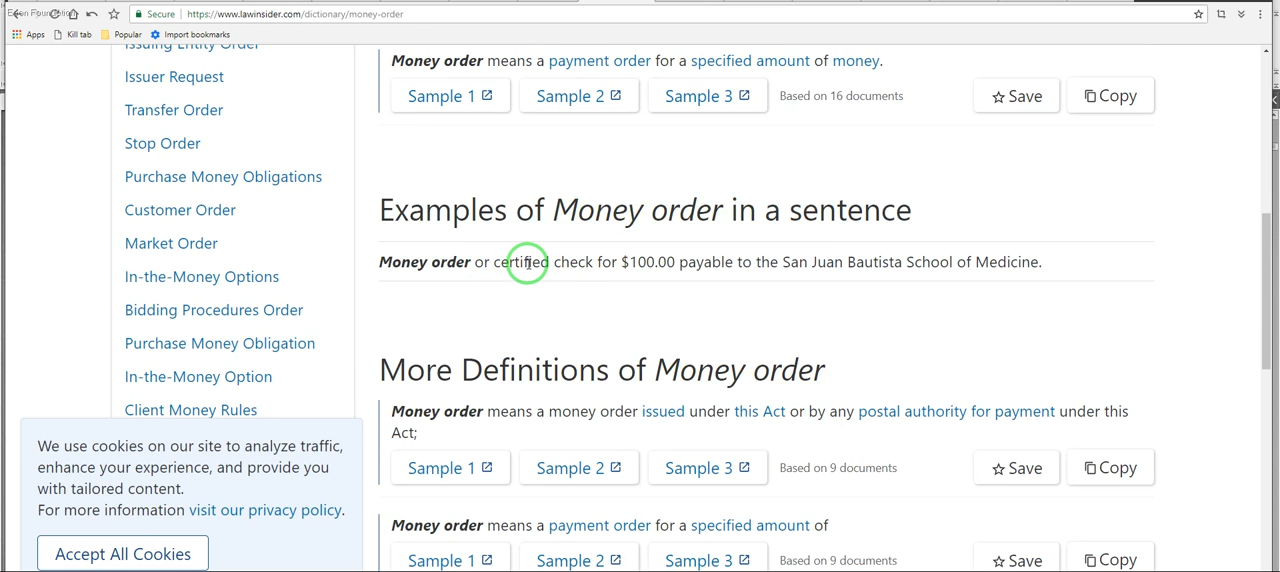 Secure
https://www.lawinsider.com/dictionary/money-order
Apps
Kill tab
Popular
Import bookmarks
Issuing Entity Order
Issuer Request
Transfer Order
Stop Order
Purchase Money Obligations
Customer Order
Market Order
In-the-Money Options
Bidding Procedures Order
Purchase Money Obligation
In-the-Money Option
Client Money Rules
We use cookies on our site to analyze traffic,
enhance your experience, and provide you
with tailored content.
For more information visit our privacy policy.
Accept All Cookies
Money order means a payment order for a specified amount of money.
Sample 1
Sample 2
Sample 3
Based on 16 documents
Save
Copy
Examples of Money order in a sentence
Money order or certified check for $100.00 payable to the San Juan Bautista School of Medicine.
More Definitions of Money order
Money order means a money order issued under this Act or by any postal authority for payment under this
Act;
Sample 1
Sample 2
Sample 3
Based on 9 documents
Save
Copy
Money order means a payment order for a specified amount of
Sample 1
Sample 2
Sample 3
Based on 9 documents
Save
Copy